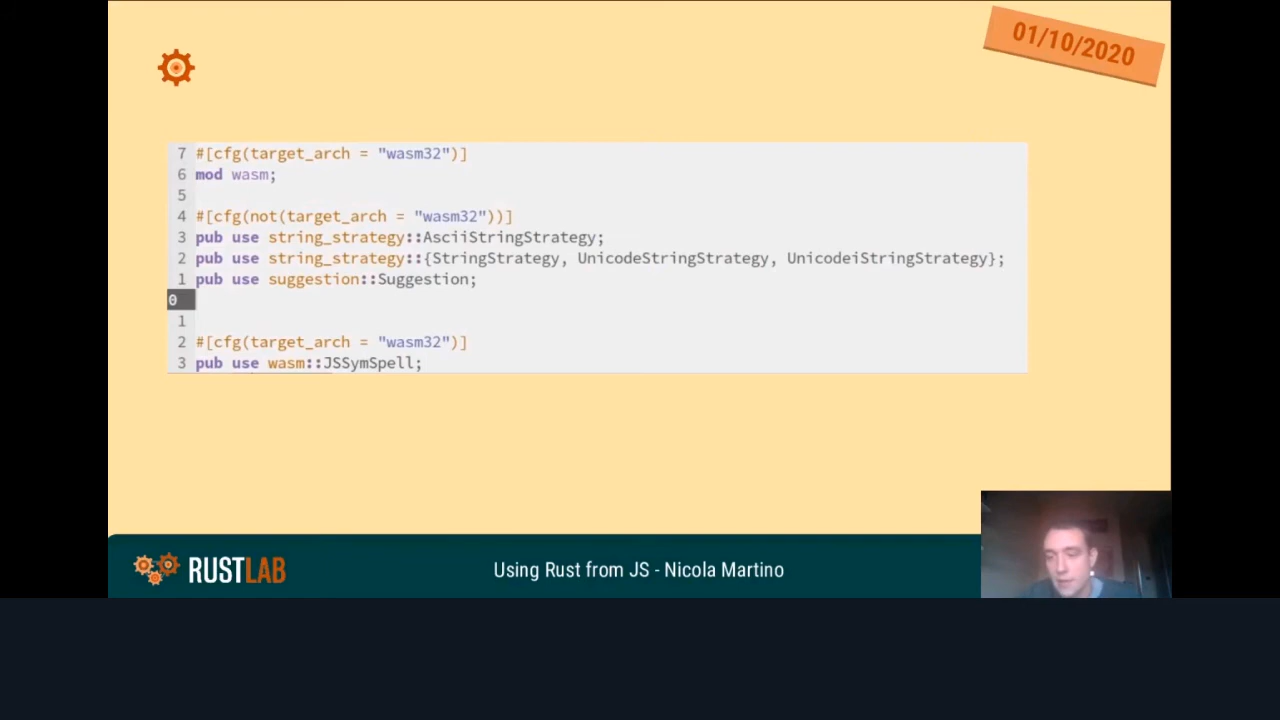 01/10/2020
7 #[cfg(target_arch = "wasm32")]
6 mod wasm;
5
4 #[cfg(not(target_arch = "wasm32"))]
3 pub use string_strategy::AsciiStringStrategy;
2 pub use string_strategy::{StringStrategy, UnicodeStringStrategy, UnicodeiStringStrategy};
1 pub use suggestion::Suggestion;
0
1
2 #[cfg(target_arch = "wasm32")]
3 pub use wasm::JSSymSpell;
RUSTLAB
Using Rust from JS - Nicola Martino